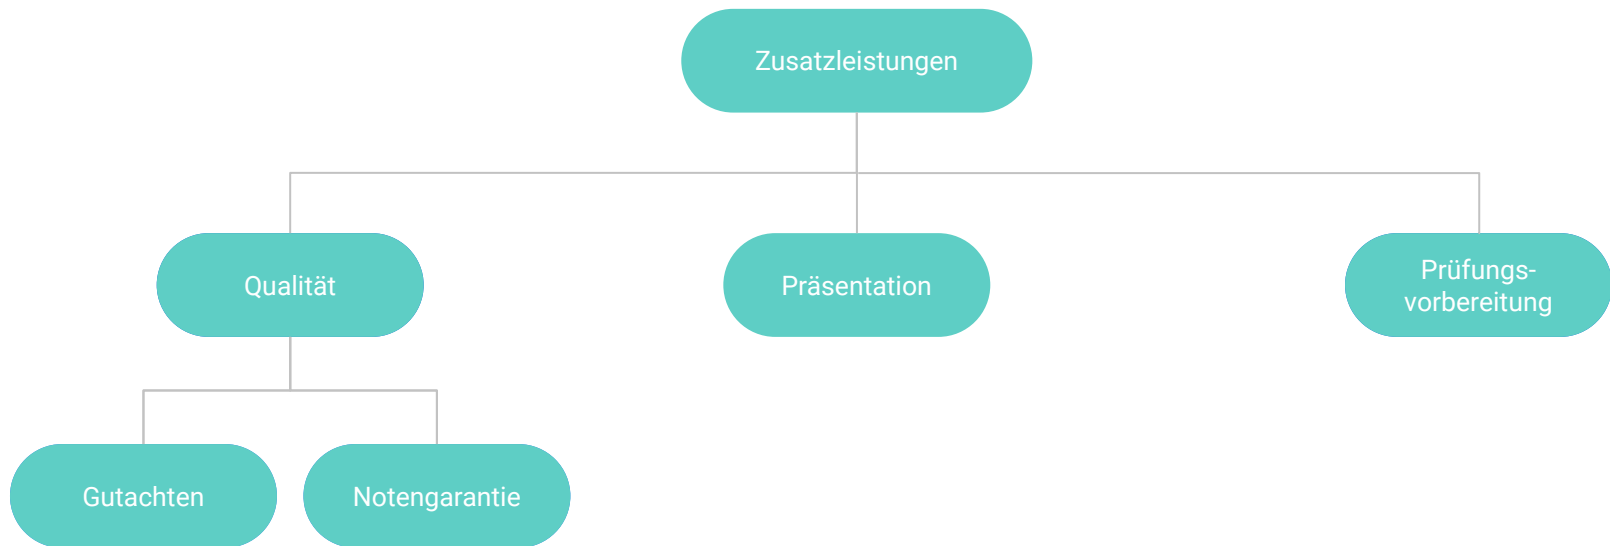 Zusatzleistungen
Qualität
Präsentation
Prüfungs-
vorbereitung
Gutachten
Notengarantie